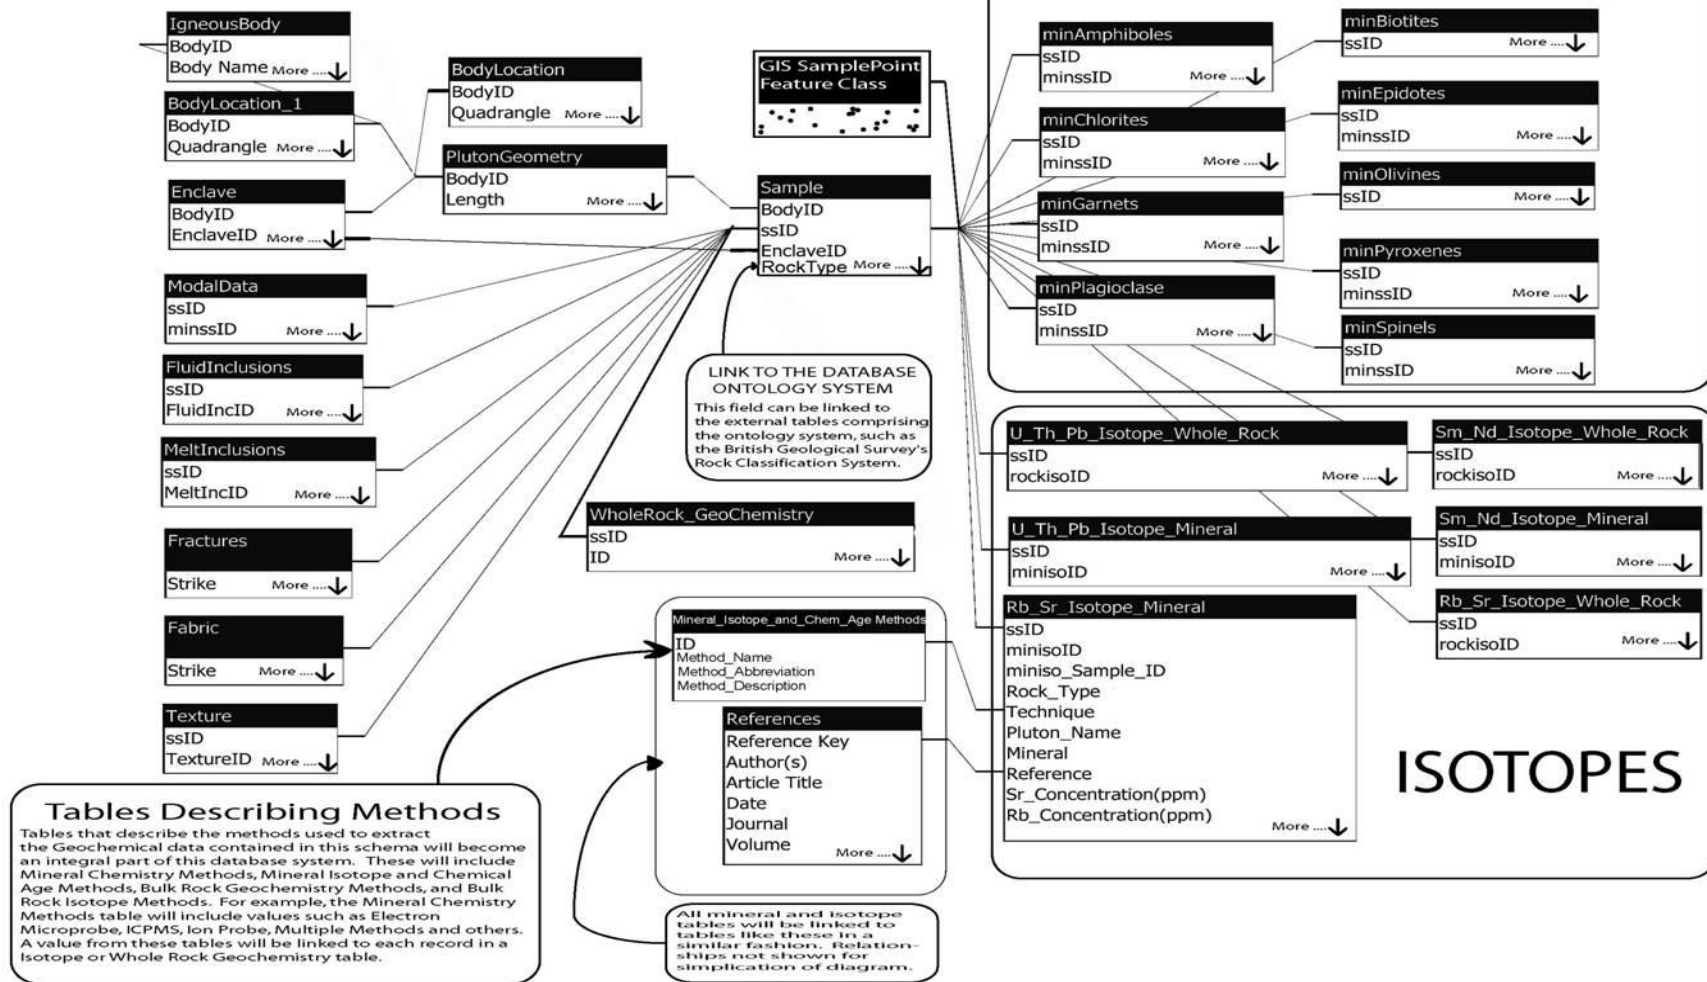 IgneousBody
BodyID
Body Name More ....
BodyLocation_1
BodyID
Quadrangle More ....
Enclave
BodyID
EnclaveID More ....
ModalData
ssID
minssID More ....
FluidInclusions
ssID
FluidIncID More ....
MeltInclusions
ssID
MeltIncID More ....
Fractures
Strike More ....
Fabric
Strike More ....
Texture
ssID
TextureID More ....
BodyLocation
BodyID
Quadrangle More ....
PlutonGeometry
BodyID
Length More ....
GIS SamplePoint
Feature Class
Sample
BodyID
ssID
EnclaveID
RockType More ....
LINK TO THE DATABASE
ONTOLOGY SYSTEM
This field can be linked to
the external tables comprising
the ontology system, such as
the British Geological Survey's
Rock Classification System.
WholeRock_GeoChemistry
ssID
ID More ....
minAmphiboles
ssID
minssID More ....
minChlorites
ssID
minssID More ....
minGarnets
ssID
minssID More ....
minPlagioclase
ssID
minssID More ....
minBiotites
ssID More ....
minEpidotes
ssID
minssID More ....
minOlivines
ssID More ....
minPyroxenes
ssID
minssID More ....
minSpinels
ssID
minssID More ....
U_Th_Pb_Isotope_Whole_Rock
ssID
rockisoID More ....
Sm_Nd_Isotope_Whole_Rock
ssID
rockisoID More ....
U_Th_Pb_Isotope_Mineral
ssID
minisoID More ....
Sm_Nd_Isotope_Mineral
ssID
minisoID More ....
Rb_Sr_Isotope_Mineral
ssID
minisoID
miniso_Sample_ID
Rock_Type
Technique
Pluton_Name
Mineral
Reference
Sr_Concentration(ppm)
Rb_Concentration(ppm)
More ....
Rb_Sr_Isotope_Whole_Rock
ssID
rockisoID More ....
ISOTOPES
Mineral_Isotope_and_Chem_Age Methods
ID
Method_Name
Method_Abbreviation
Method_Description
References
Reference Key
Author(s)
Article Title
Date
Journal
Volume More ....
All mineral and isotope
tables will be linked to
tables like these in a
similar fashion. Relation-
ships not shown for
simplication of diagram.
Tables Describing Methods
Tables that describe the methods used to extract
the Geochemical data contained in this schema will become
an integral part of this database system. These will include
Mineral Chemistry Methods, Mineral Isotope and Chemical
Age Methods, Bulk Rock Geochemistry Methods, and Bulk
Rock Isotope Methods. For example, the Mineral Chemistry
Methods table will include values such as Electron
Microprobe, ICPMS, Ion Probe, Multiple Methods and others.
A value from these tables will be linked to each record in a
Isotope or Whole Rock Geochemistry table.